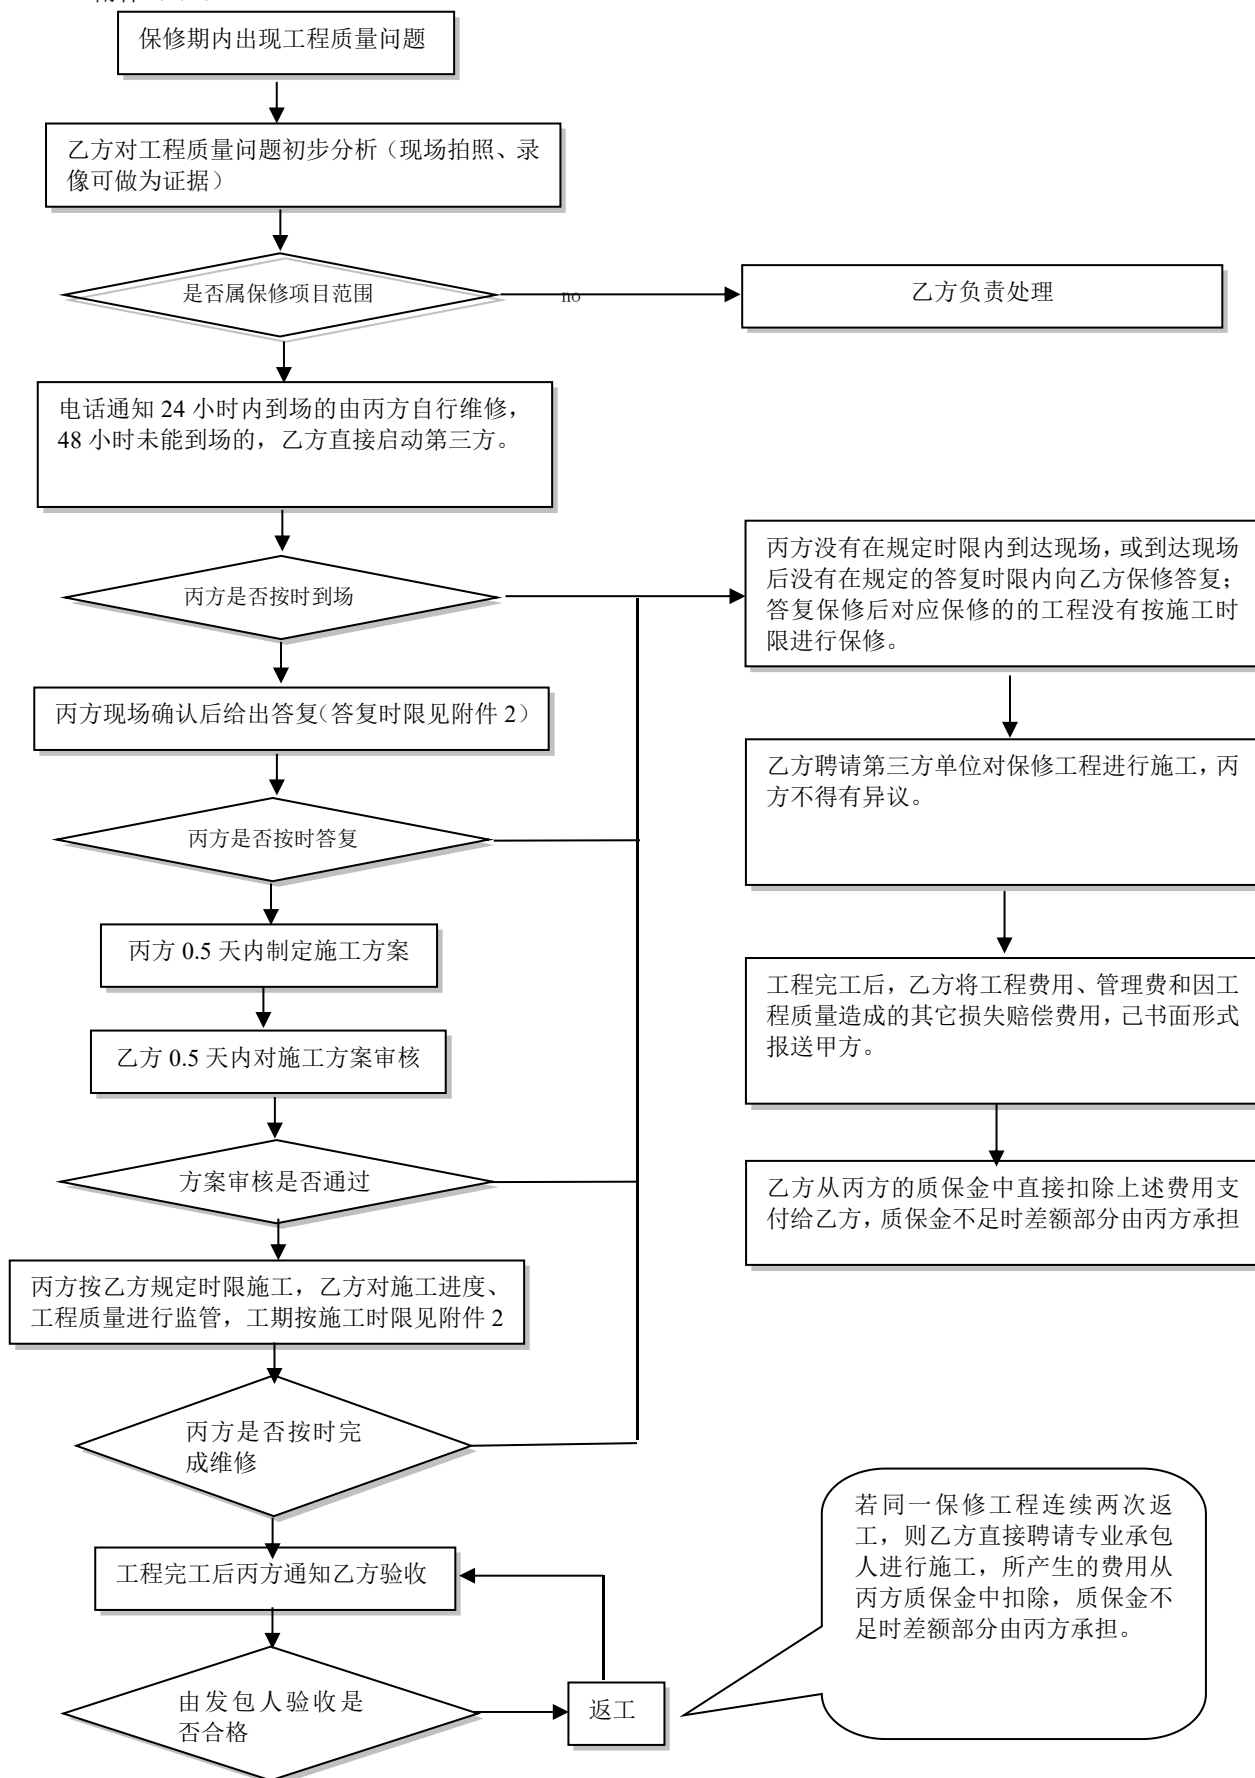 保修期内出现工程质量问题
乙方对工程质量问题初步分析（现场拍照、录
像可做为证据）
是否属保修项目范围
no
乙方负责处理
电话通知 24 小时内到场的由丙方自行维修，
48 小时未能到场的，乙方直接启动第三方。
丙方是否按时到场
丙方没有在规定时限内到达现场，或到达现场
后没有在规定的答复时限内向乙方保修答复；
答复保修后对应保修的的工程没有按施工时
限进行保修。
丙方现场确认后给出答复（答复时限见附件 2）
乙方聘请第三方单位对保修工程进行施工，丙
方不得有异议。
丙方是否按时答复
丙方 0.5 天内制定施工方案
工程完工后，乙方将工程费用、管理费和因工
程质量造成的其它损失赔偿费用，己书面形式
报送甲方。
乙方 0.5 天内对施工方案审核
方案审核是否通过
乙方从丙方的质保金中直接扣除上述费用支
付给乙方，质保金不足时差额部分由丙方承担
丙方按乙方规定时限施工，乙方对施工进度、
工程质量进行监管，工期按施工时限见附件 2
丙方是否按时完
成维修
若同一保修工程连续两次返
工，则乙方直接聘请专业承包
人进行施工，所产生的费用从
丙方质保金中扣除，质保金不
足时差额部分由丙方承担。
工程完工后丙方通知乙方验收
由发包人验收是
否合格
返工